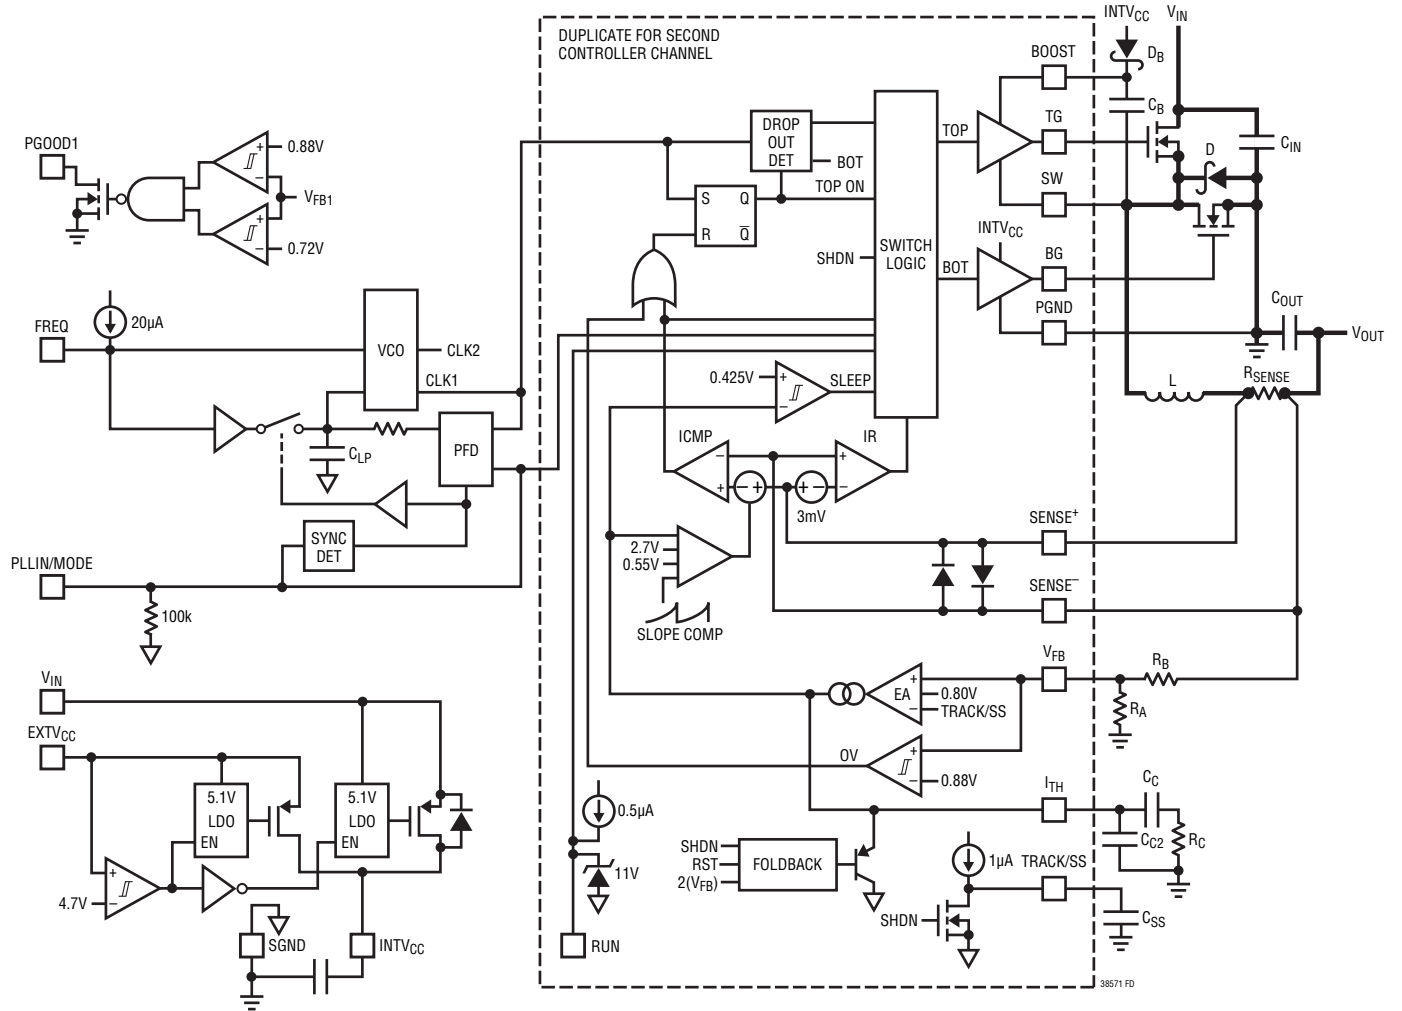 DUPLICATE FOR SECOND
CONTROLLER CHANNEL
INTVCC
VIN
BOOST
DB
CB
DROP
OUT
DET
BOT
TOP
TG
CIN
D
PGOOD1
+
0.88V
−
VFB1
+
−
0.72V
S
Q
R
Q̅
TOP ON
SW
SHDN
SWITCH
LOGIC
INTVCC
BOT
BG
PGND
COUT
VOUT
FREQ
20µA
VCO
CLK2
CLK1
0.425V
+
−
SLEEP
L
RSENSE
CLP
PFD
ICMP
−
+
− +
+ −
3mV
IR
+
−
SYNC
DET
2.7V
0.55V
SLOPE COMP
SENSE+
SENSE−
PLLIN/MODE
100k
VFB
RB
RA
EA
+
0.80V
−
TRACK/SS
OV
+
−
0.88V
VIN
EXTVCC
5.1V
LDO
EN
5.1V
LDO
EN
+
4.7V
−
SGND
INTVCC
0.5µA
11V
RUN
SHDN
RST
2(VFB)
FOLDBACK
ITH
CC
CC2
RC
1µA
TRACK/SS
SHDN
CSS
38571 FD